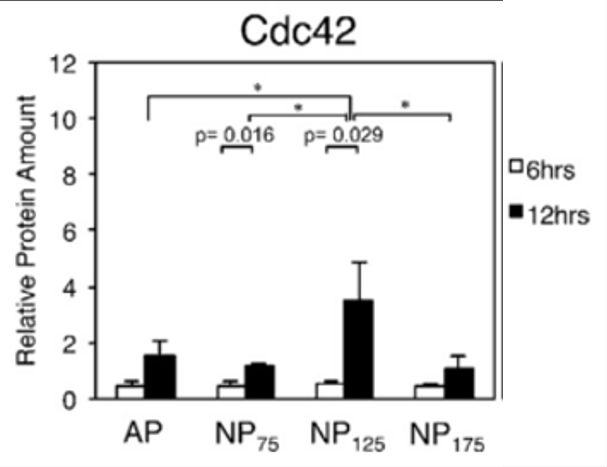 Cdc42
Relative Protein Amount
12
10
8
6
4
2
0
*
*
*
p= 0.016
p= 0.029
AP
NP75
NP125
NP175
6hrs
12hrs